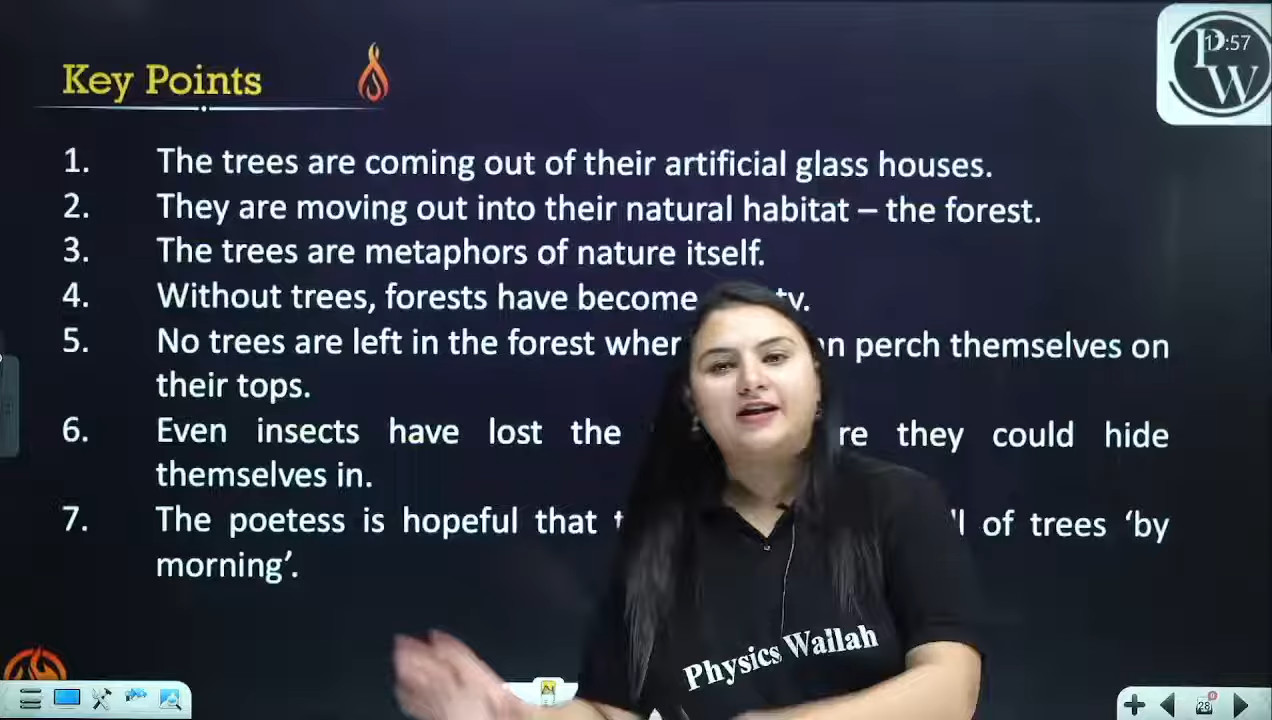 Key Points
1. The trees are coming out of their artificial glass houses.
2. They are moving out into their natural habitat – the forest.
3. The trees are metaphors of nature itself.
4. Without trees, forests have become
5. No trees are left in the forest perch themselves on
their tops.
6. Even insects have lost the they could hide
themselves in.
7. The poetess is hopeful that of trees ‘by
morning’.
PW
:57
Physics Wallah
28